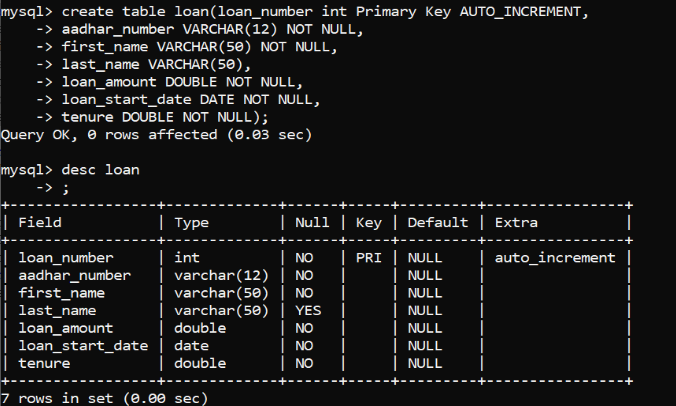 mysql> create table loan(loan_number int Primary Key AUTO_INCREMENT,
    -> aadhar_number VARCHAR(12) NOT NULL,
    -> first_name VARCHAR(50) NOT NULL,
    -> last_name VARCHAR(50),
    -> loan_amount DOUBLE NOT NULL,
    -> loan_start_date DATE NOT NULL,
    -> tenure DOUBLE NOT NULL);
Query OK, 0 rows affected (0.03 sec)

mysql> desc loan
    -> ;
+-----------------+-------------+------+-----+---------+----------------+
| Field           | Type        | Null | Key | Default | Extra          |
+-----------------+-------------+------+-----+---------+----------------+
| loan_number     | int         | NO   | PRI | NULL    | auto_increment |
| aadhar_number   | varchar(12) | NO   |     | NULL    |                |
| first_name      | varchar(50) | NO   |     | NULL    |                |
| last_name       | varchar(50) | YES  |     | NULL    |                |
| loan_amount     | double      | NO   |     | NULL    |                |
| loan_start_date | date        | NO   |     | NULL    |                |
| tenure          | double      | NO   |     | NULL    |                |
+-----------------+-------------+------+-----+---------+----------------+
7 rows in set (0.00 sec)